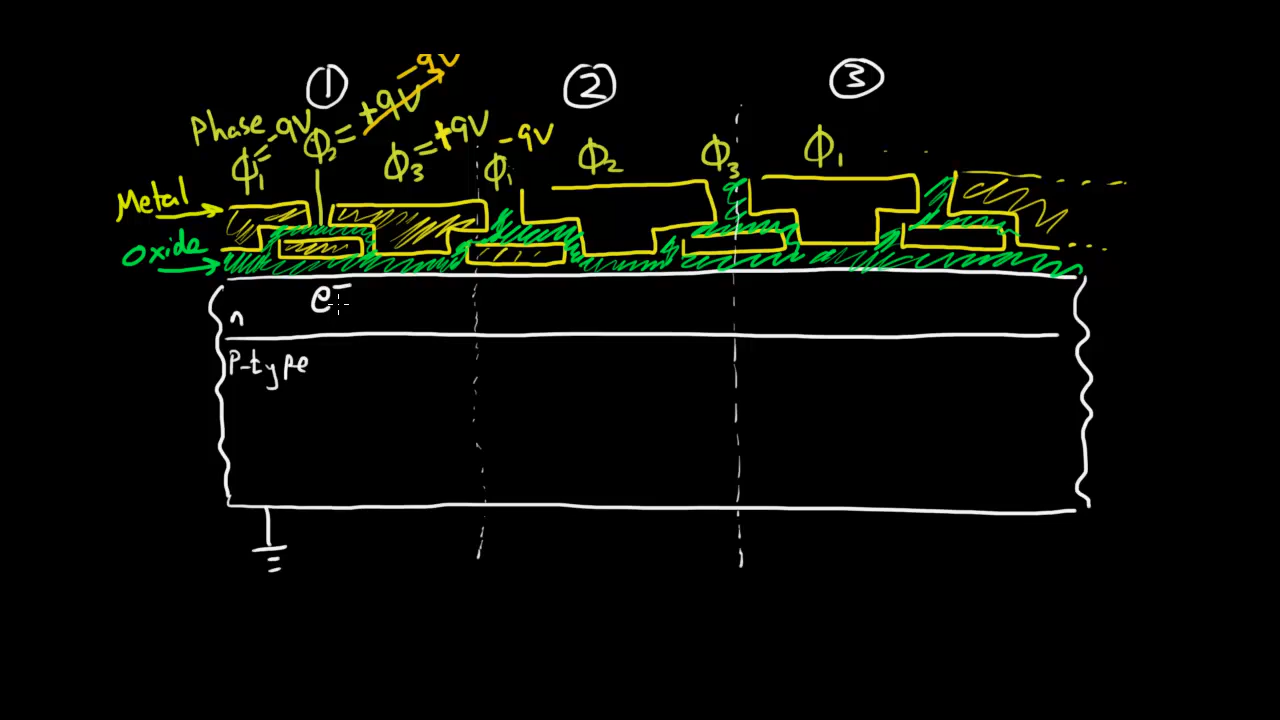 ① ② ③
-9V
Phase -9V +9V
ϕ₁= ϕ₂= ϕ₃= +9V ϕ₁ -9V ϕ₂ ϕ₃ ϕ₁
Metal
Oxide
e⁻
n
P-type